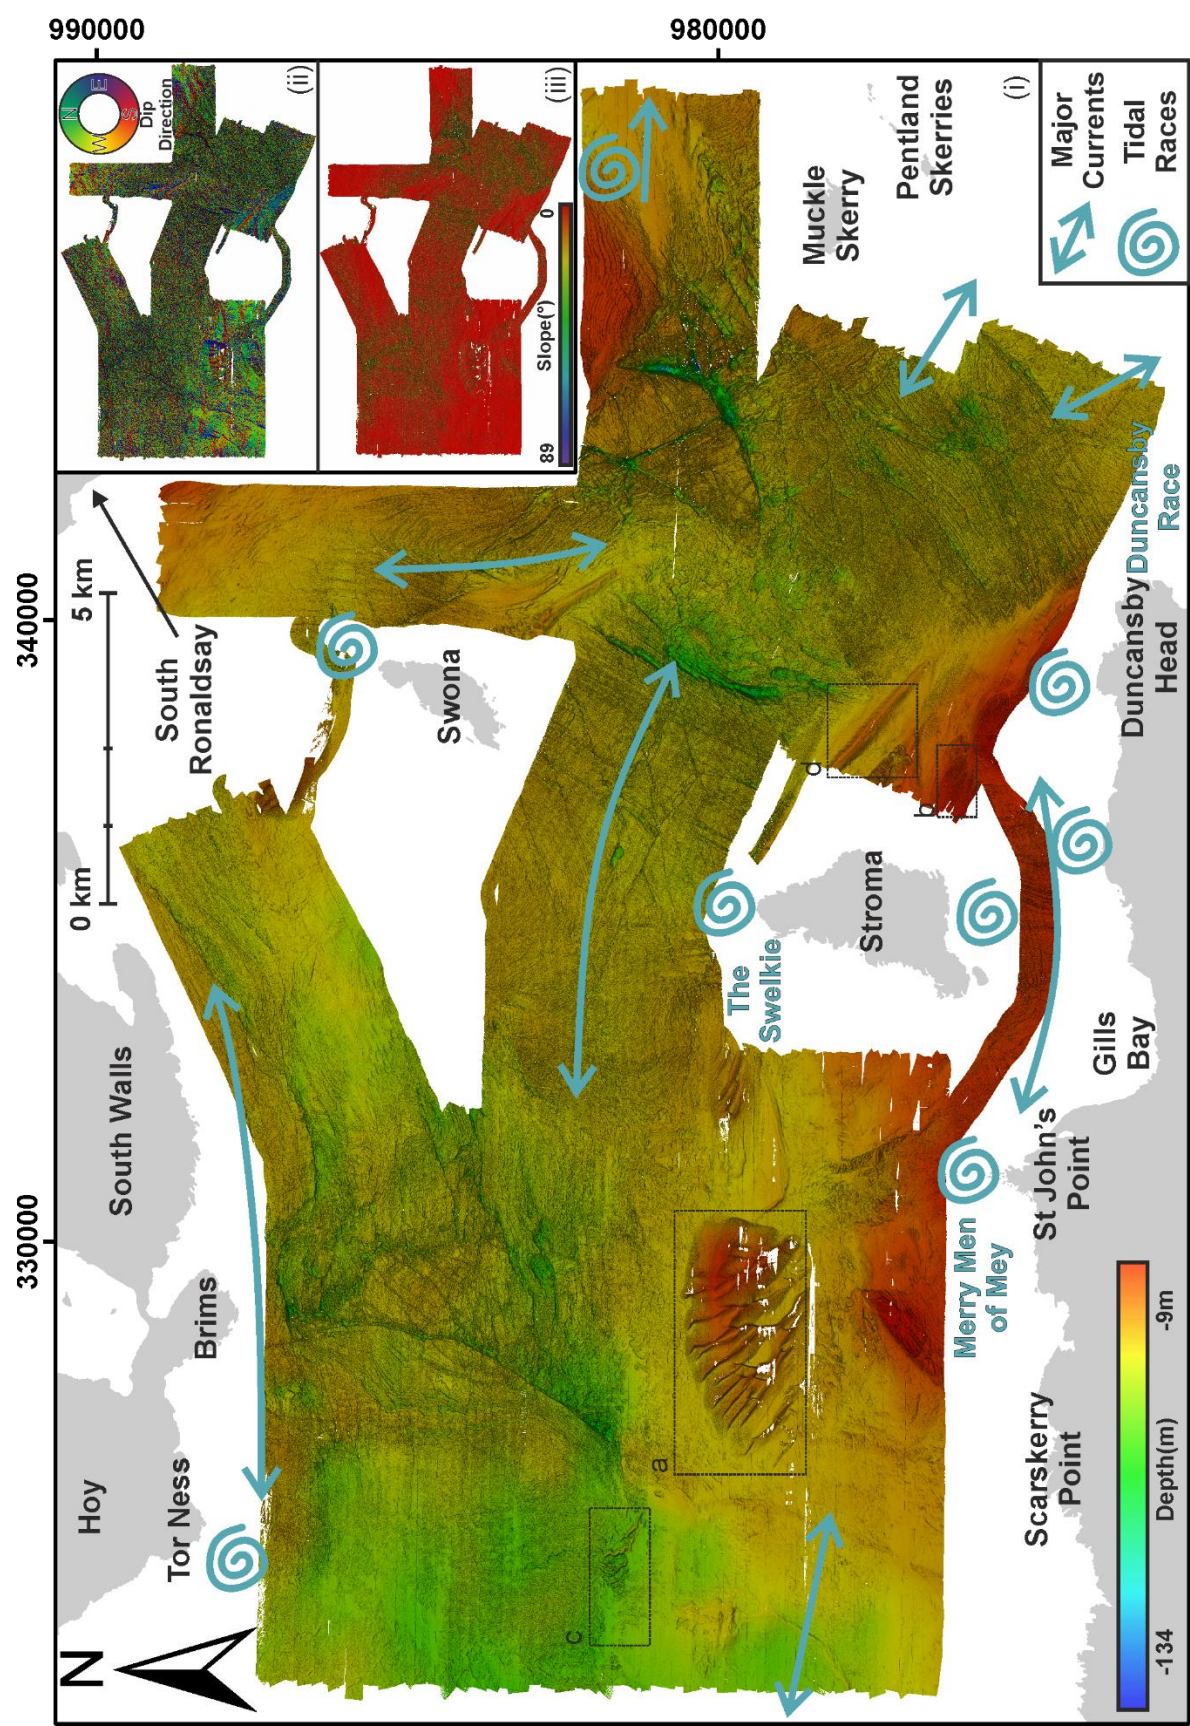 990000
980000
N
E
S
W
Dip
Direction
(ii)
(iii)
0
Slope(°)
89
(i)
Major
Currents
Tidal
Races
Pentland
Skerries
Muckle
Skerry
340000
330000
5 km
0 km
South
Ronaldsay
Swona
South Walls
Brims
Hoy
Tor Ness
N
The
Swelkie
Stroma
Duncansby
Race
Duncansby
Head
Gills
Bay
St John's
Point
Merry Men
of Mey
Scarskerry
Point
a
b
c
d
-9m
Depth(m)
-134